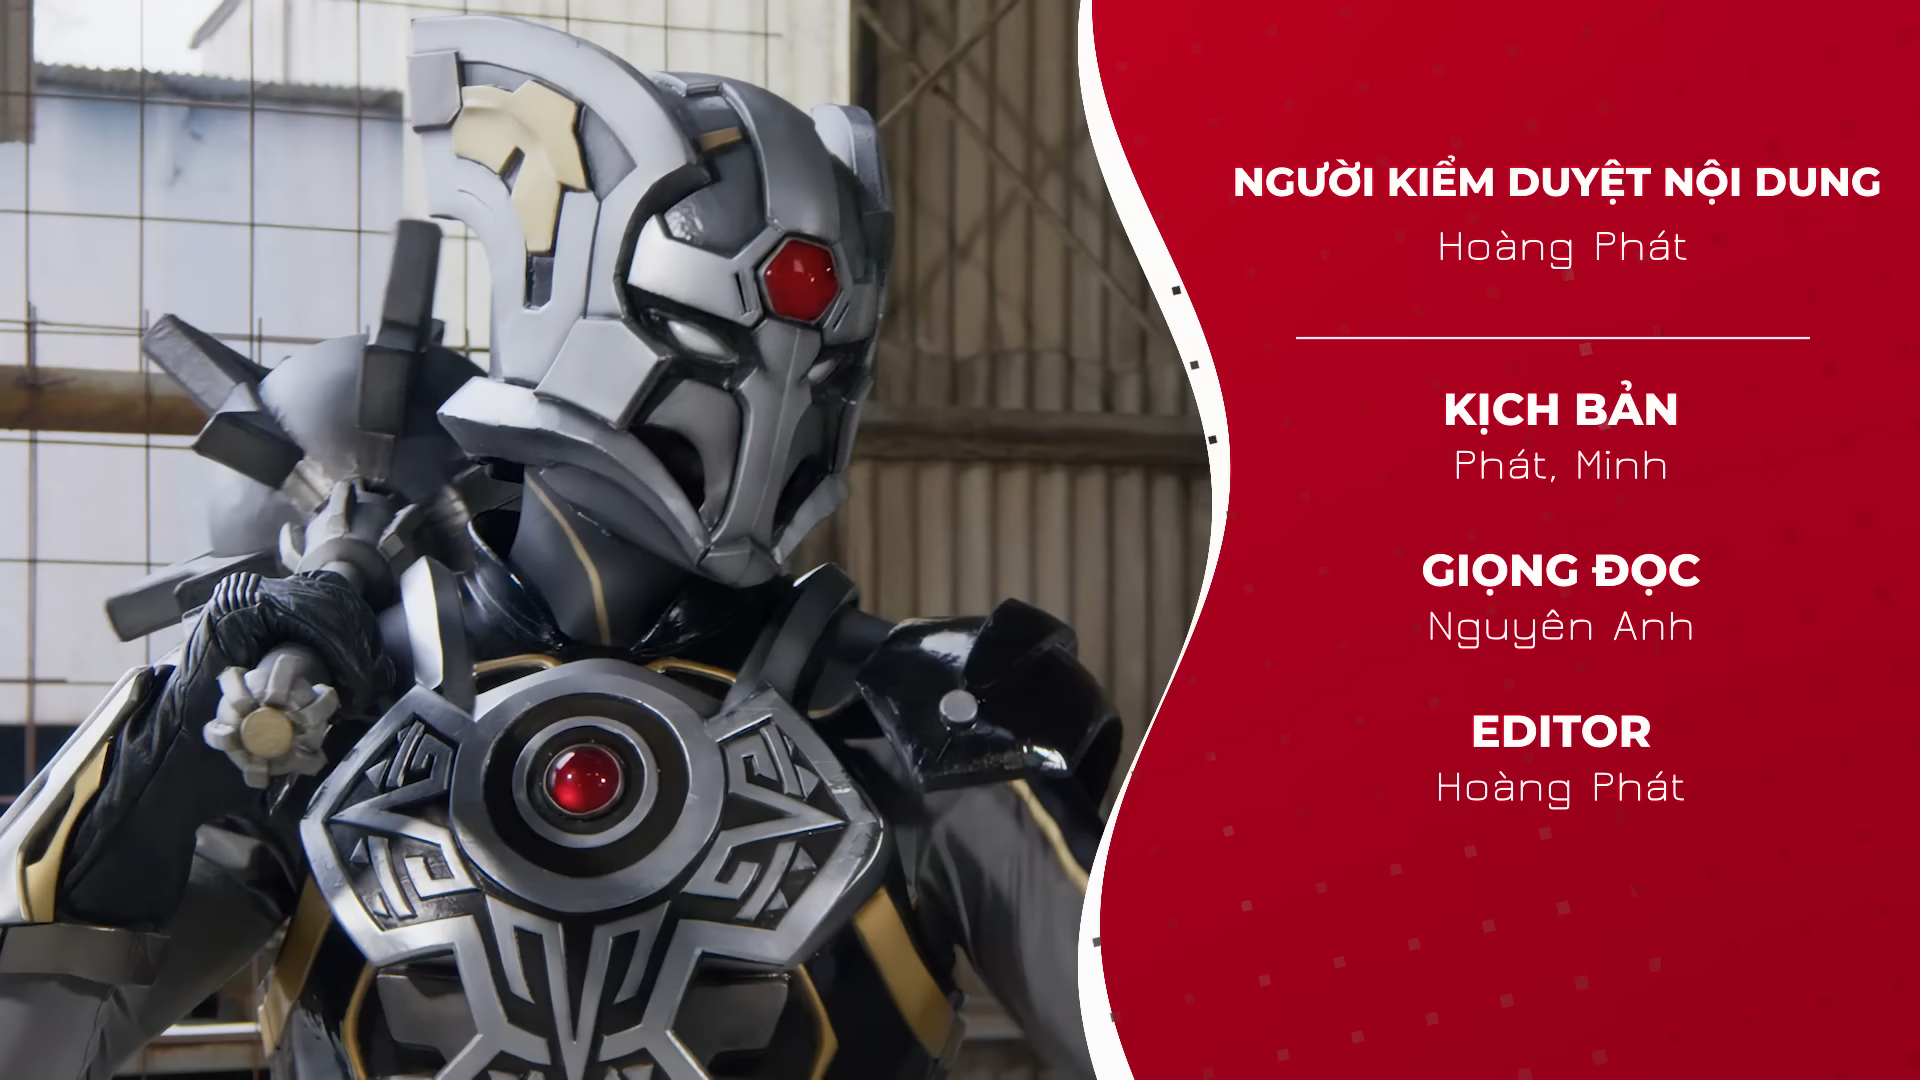 NGƯỜI KIỂM DUYỆT NỘI DUNG
Hoàng Phát
KỊCH BẢN
Phát, Minh
GIỌNG ĐỌC
Nguyên Anh
EDITOR
Hoàng Phát